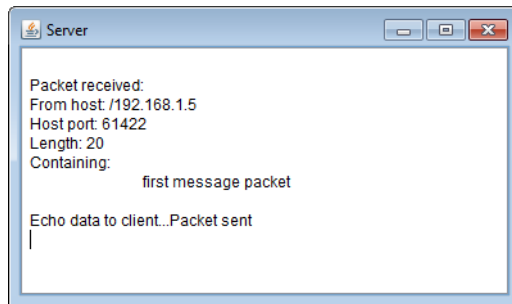 Server
Packet received:
From host: /192.168.1.5
Host port: 61422
Length: 20
Containing:
first message packet
Echo data to client...Packet sent